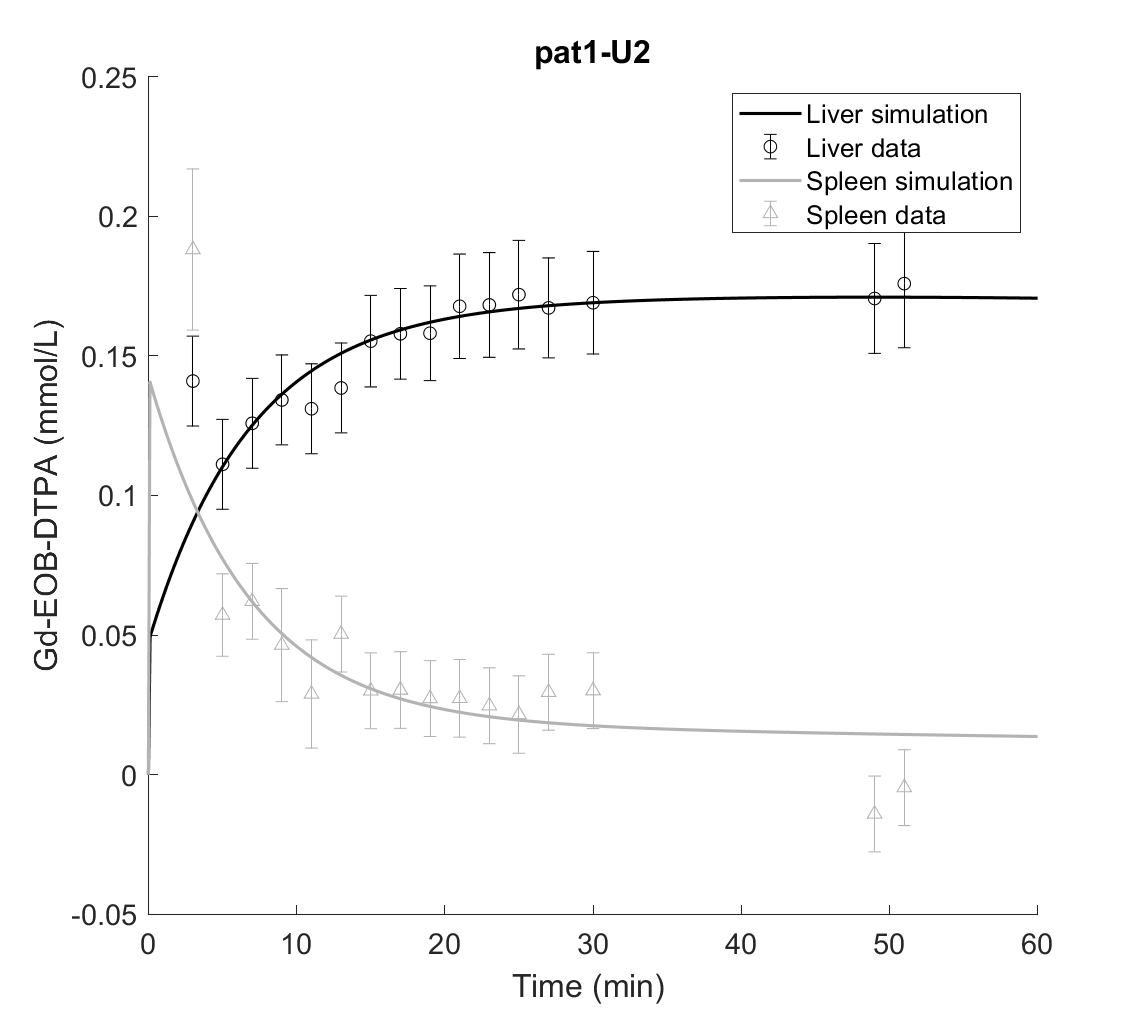 pat1-U2
0.25
0.2
0.15
0.1
0.05
0
-0.05
Gd-EOB-DTPA (mmol/L)
Liver simulation
Liver data
Spleen simulation
Spleen data
0 10 20 30 40 50 60
Time (min)